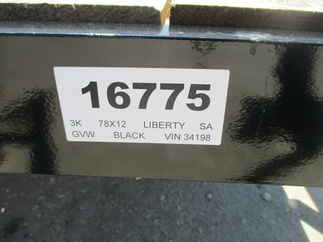 16775
3K 78X12 LIBERTY SA
GVW BLACK VIN 34198